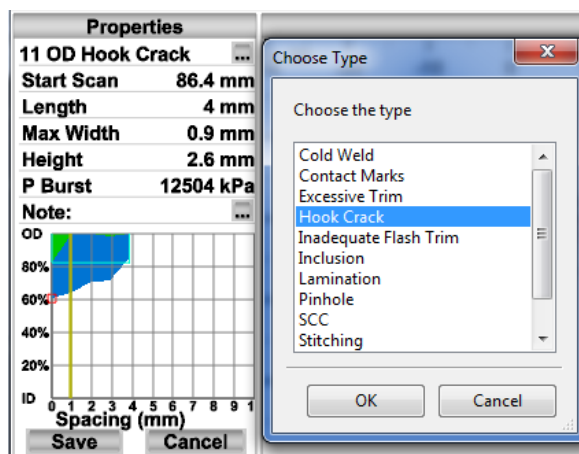 Properties
11 OD Hook Crack ...
Start Scan 86.4 mm
Length 4 mm
Max Width 0.9 mm
Height 2.6 mm
P Burst 12504 kPa
Note: ...
OD
80%
60%
40%
20%
ID
0 1 2 3 4 5 6 7 8 9 1
Spacing (mm)
Save Cancel
Choose Type
Choose the type
Cold Weld
Contact Marks
Excessive Trim
Hook Crack
Inadequate Flash Trim
Inclusion
Lamination
Pinhole
SCC
Stitching
OK Cancel